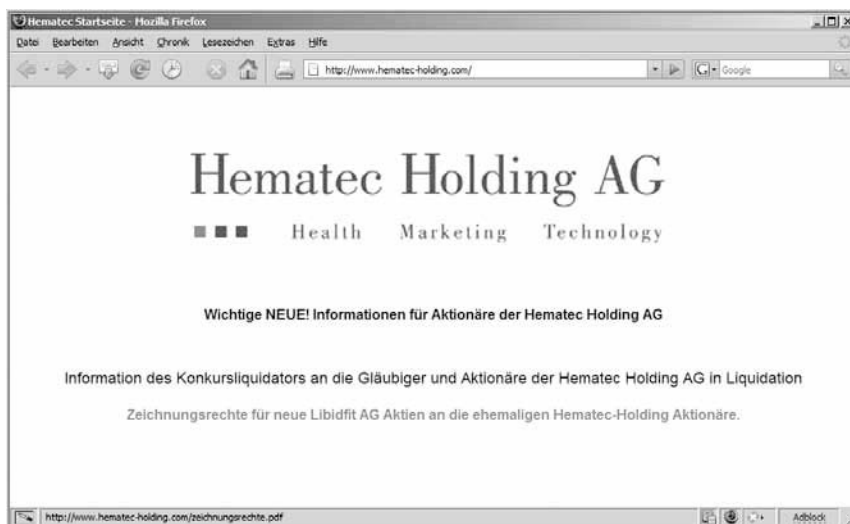 Hematec Startseite - Mozilla Firefox
Datei Bearbeiten Ansicht Chronik Lesezeichen Extras Hilfe
http://www.hematec-holding.com/ G Google
Hematec Holding AG
Health Marketing Technology
Wichtige NEUE! Informationen für Aktionäre der Hematec Holding AG
Information des Konkursliquidators an die Gläubiger und Aktionäre der Hematec Holding AG in Liquidation
Zeichnungsrechte für neue Libidfit AG Aktien an die ehemaligen Hematec-Holding Aktionäre.
http://www.hematec-holding.com/zeichnungsrechte.pdf Adblock